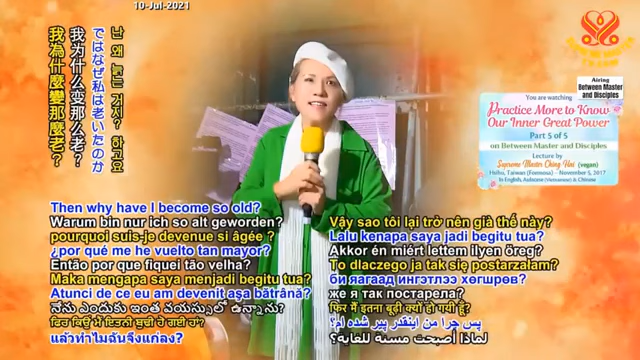 10-Jul-2021
我為什麼變那麼老？
我为什么变那么老？
ではなぜ私は老いたのか
난 왜 늙은 거지? 하고요
Airing
Between Master
and Disciples
You are watching
Practice More to Know
Our Inner Great Power
Part 5 of 5
on Between Master and Disciples
Lecture by
Supreme Master Ching Hai (vegan)
Hsihu, Taiwan (Formosa) – November 5, 2017
In English, Aulacese (Vietnamese) & Chinese
Then why have I become so old?
Warum bin nur ich so alt geworden?
pourquoi suis-je devenue si âgée ?
¿por qué me he vuelto tan mayor?
Então por que fiquei tão velha?
Maka mengapa saya menjadi begitu tua?
Atunci de ce eu am devenit aşa bătrână?
నేను ఎందుకు ఇంత వయస్సులో ఉన్నాను?
ਫਿਰ ਕਿਉਂ ਮੈਂ ਇਤਨੀ ਬੁਢੀ ਹੋ ਗਈ ਹਾਂ?
แล้วทำไมฉันจึงแก่ลง?
Vậy sao tôi lại trở nên già thế này?
Lalu kenapa saya jadi begitu tua?
Akkor én miért lettem ilyen öreg?
To dlaczego ja tak się postarzałam?
би яагаад ингэтлээ хөгшрөв?
же я так постарела?
फिर मैं इतना बूढ़ी क्यों हो गयी हूँ?
پس چرا من اینقدر پیر شده ام؟
لماذا أصبحت مسنة للغاية؟